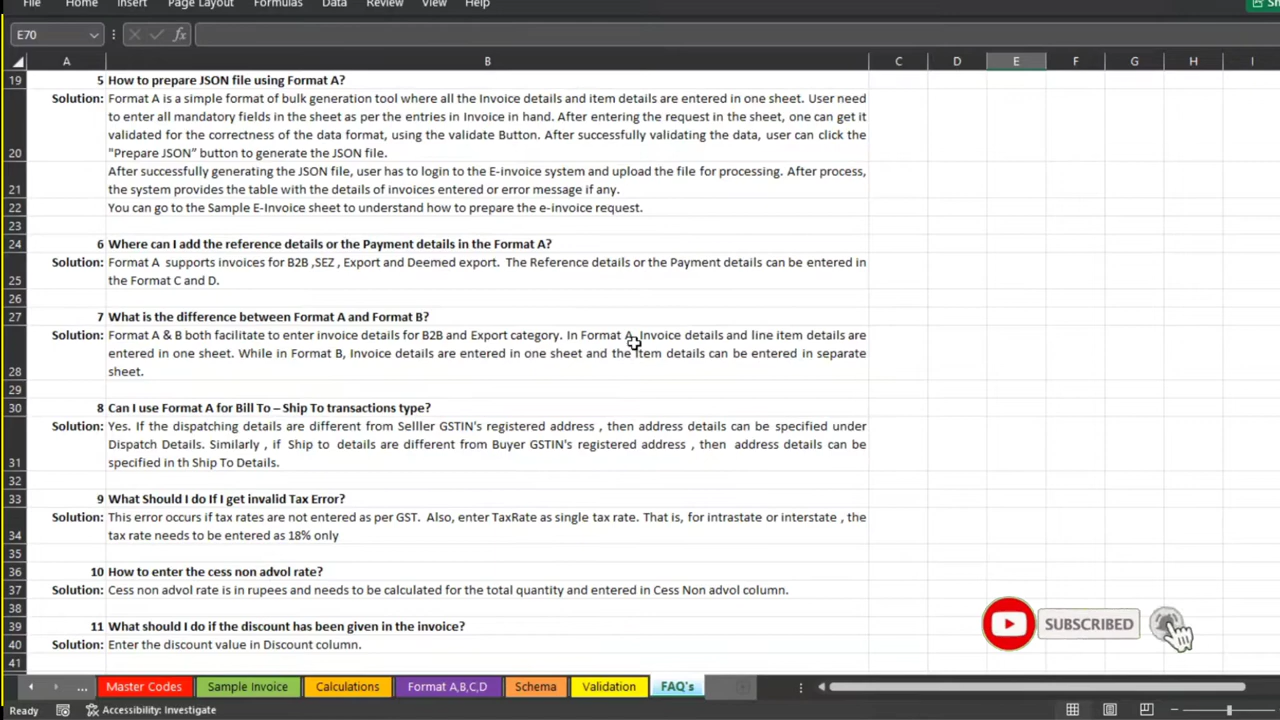 File Home Insert Page Layout Formulas Data Review View Help
E70
fx
A B C D E F G H I
19 5 How to prepare JSON file using Format A?
Solution: Format A is a simple format of bulk generation tool where all the Invoice details and item details are entered in one sheet. User need
to enter all mandatory fields in the sheet as per the entries in Invoice in hand. After entering the request in the sheet, one can get it
validated for the correctness of the data format, using the validate Button. After successfully validating the data, user can click the
20 "Prepare JSON" button to generate the JSON file.
After successfully generating the JSON file, user has to login to the E-invoice system and upload the file for processing. After process,
21 the system provides the table with the details of invoices entered or error message if any.
22 You can go to the Sample E-Invoice sheet to understand how to prepare the e-invoice request.
23
24 6 Where can I add the reference details or the Payment details in the Format A?
Solution: Format A supports invoices for B2B ,SEZ , Export and Deemed export. The Reference details or the Payment details can be entered in
25 the Format C and D.
26
27 7 What is the difference between Format A and Format B?
Solution: Format A & B both facilitate to enter invoice details for B2B and Export category. In Format A, Invoice details and line item details are
entered in one sheet. While in Format B, Invoice details are entered in one sheet and the item details can be entered in separate
28 sheet.
29
30 8 Can I use Format A for Bill To – Ship To transactions type?
Solution: Yes. If the dispatching details are different from Selller GSTIN's registered address , then address details can be specified under
Dispatch Details. Similarly , if Ship to details are different from Buyer GSTIN's registered address , then address details can be
31 specified in th Ship To Details.
32
33 9 What Should I do If I get invalid Tax Error?
Solution: This error occurs if tax rates are not entered as per GST. Also, enter TaxRate as single tax rate. That is, for intrastate or interstate , the
34 tax rate needs to be entered as 18% only
35
36 10 How to enter the cess non advol rate?
37 Solution: Cess non advol rate is in rupees and needs to be calculated for the total quantity and entered in Cess Non advol column.
38
39 11 What should I do if the discount has been given in the invoice?
40 Solution: Enter the discount value in Discount column.
41
SUBSCRIBED
... Master Codes Sample Invoice Calculations Format A,B,C,D Schema Validation FAQ's
Ready Accessibility: Investigate